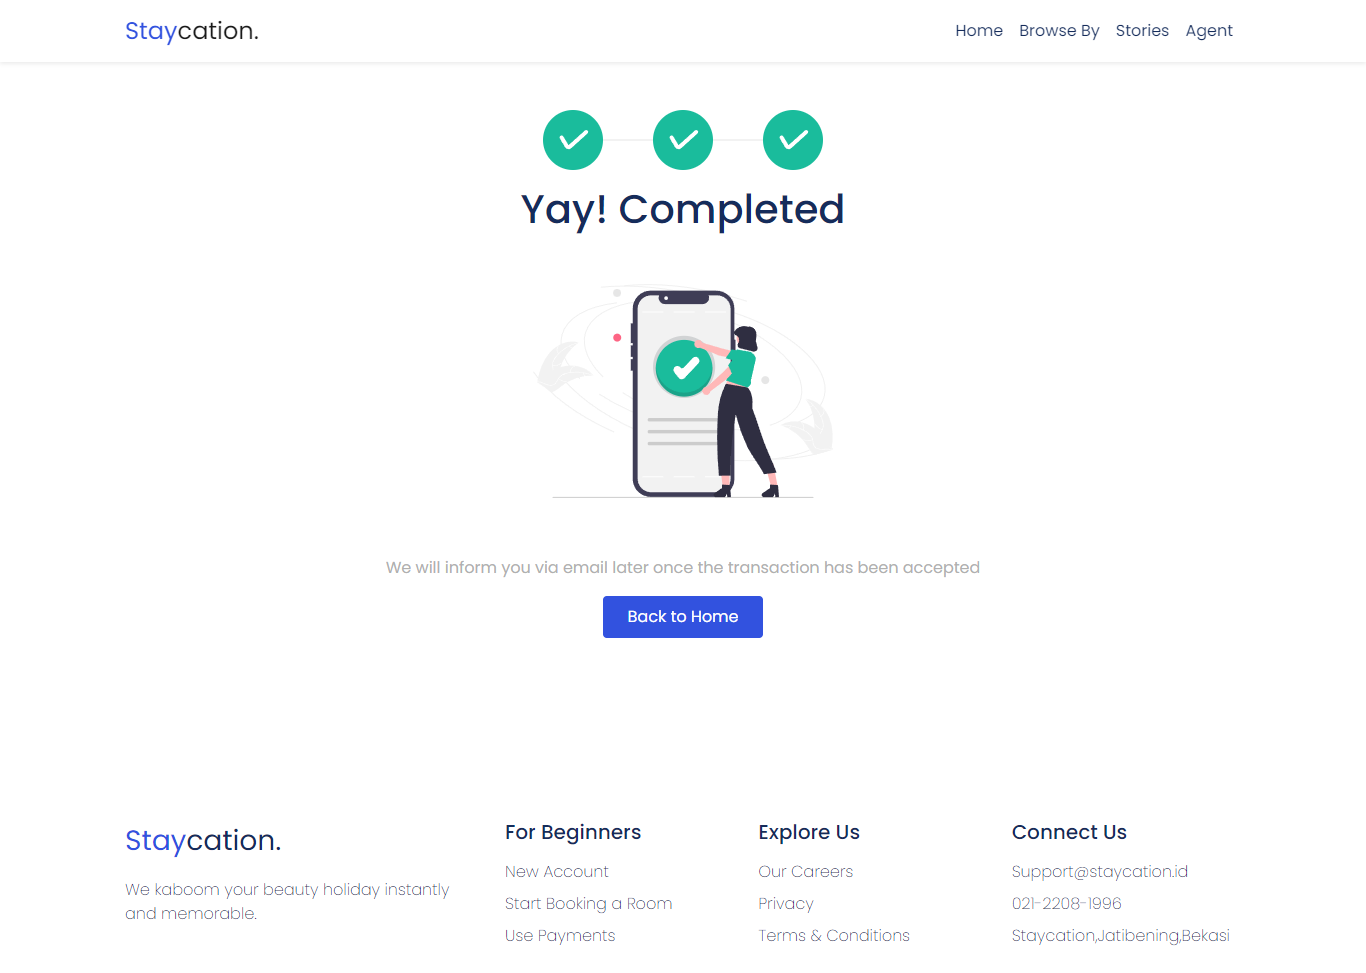 Staycation.
Home Browse By Stories Agent
Yay! Completed
We will inform you via email later once the transaction has been accepted
Back to Home
Staycation.
We kaboom your beauty holiday instantly
and memorable.
For Beginners
New Account
Start Booking a Room
Use Payments
Explore Us
Our Careers
Privacy
Terms & Conditions
Connect Us
Support@staycation.id
021-2208-1996
Staycation,Jatibening,Bekasi